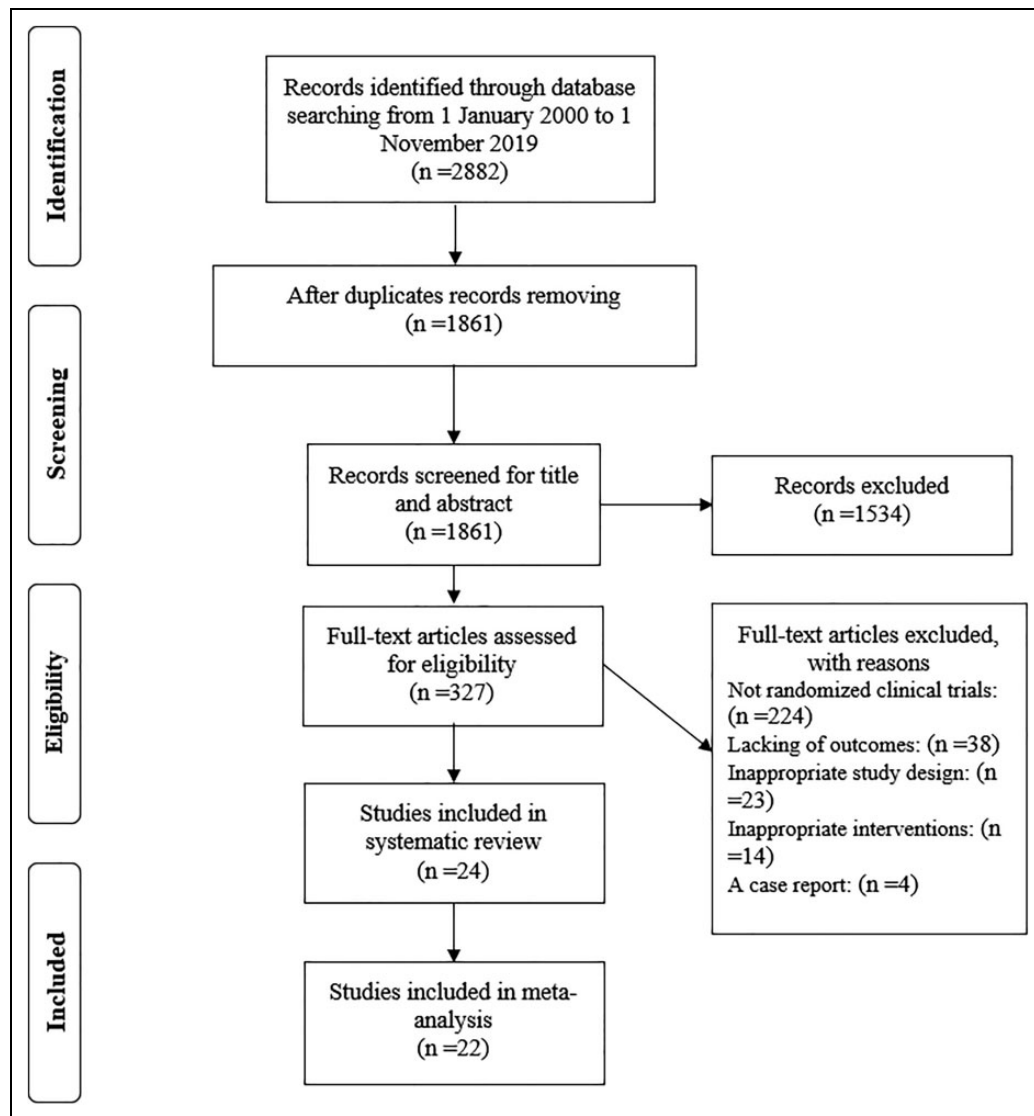 Identification
Records identified through database
searching from 1 January 2000 to 1
November 2019
(n =2882)
After duplicates records removing
(n =1861)
Screening
Records screened for title
and abstract
(n =1861)
Records excluded
(n =1534)
Eligibility
Full-text articles assessed
for eligibility
(n =327)
Full-text articles excluded,
with reasons
Not randomized clinical trials:
(n =224)
Lacking of outcomes: (n =38)
Inappropriate study design: (n
=23)
Inappropriate interventions: (n
=14)
A case report: (n =4)
Studies included in
systematic review
(n =24)
Included
Studies included in meta-
analysis
(n =22)